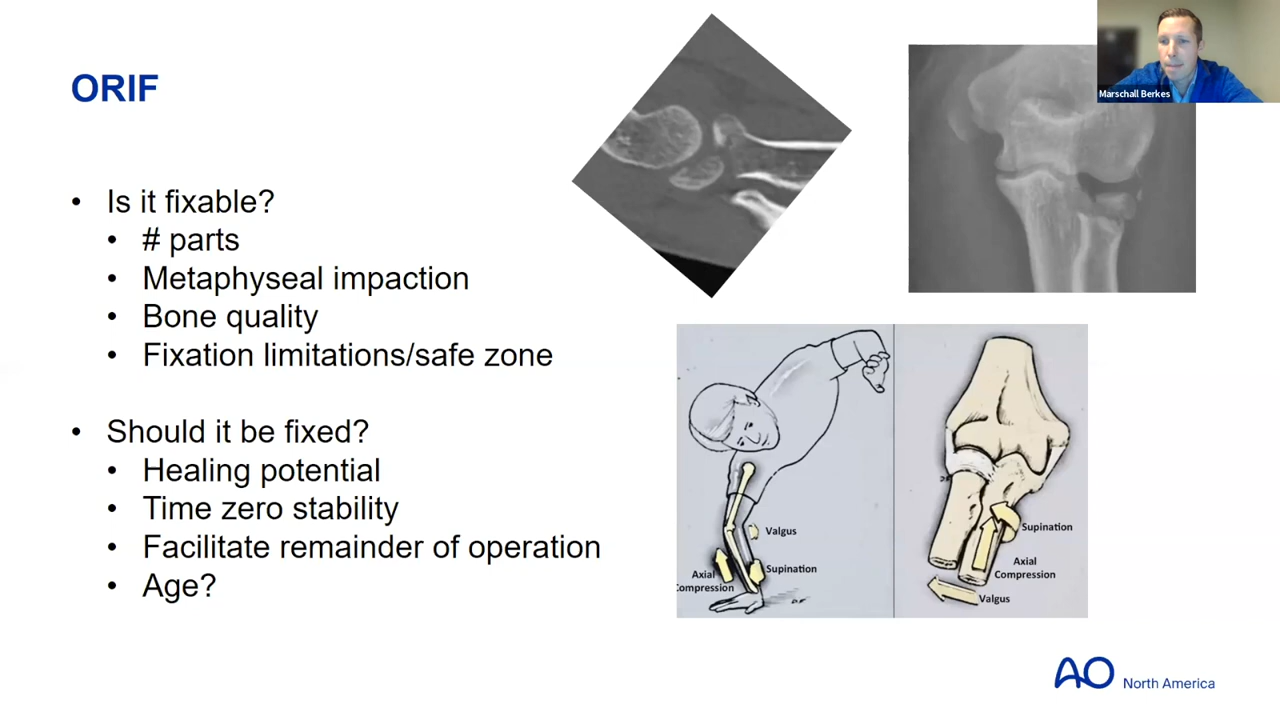 ORIF
• Is it fixable?
• # parts
• Metaphyseal impaction
• Bone quality
• Fixation limitations/safe zone
• Should it be fixed?
• Healing potential
• Time zero stability
• Facilitate remainder of operation
• Age?
Marschall Berkes
Valgus
Supination
Axial
Compression
Supination
Axial
Compression
Valgus
AO North America